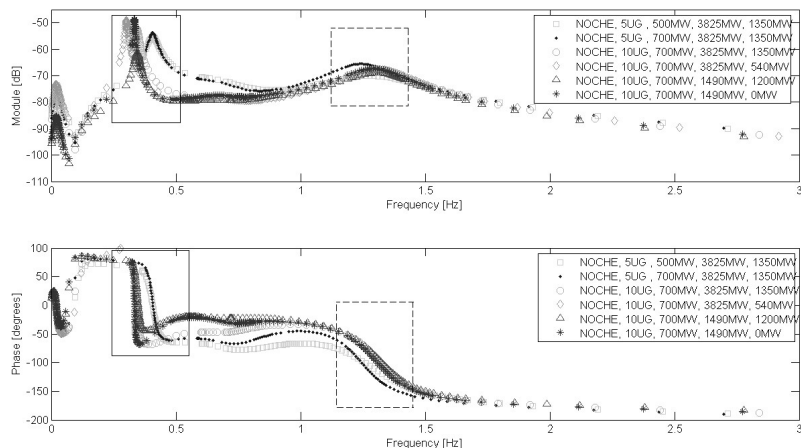 -40
-50
-60
-70
-80
-90
-100
-110
Module [dB]
NOCHE, 5UG , 500MW, 3825MW, 1350MW
NOCHE, 5UG , 700MW, 3825MW, 1350MW
NOCHE, 10UG, 700MW, 3825MW, 1350MW
NOCHE, 10UG, 700MW, 3825MW, 540MW
NOCHE, 10UG, 700MW, 1490MW, 1200MW
NOCHE, 10UG, 700MW, 1490MW, 0MW
0 0.5 1 1.5 2 2.5 3
Frequency [Hz]
100
50
0
-50
-100
-150
-200
Phase [degrees]
NOCHE, 5UG , 500MW, 3825MW, 1350MW
NOCHE, 5UG , 700MW, 3825MW, 1350MW
NOCHE, 10UG, 700MW, 3825MW, 1350MW
NOCHE, 10UG, 700MW, 3825MW, 540MW
NOCHE, 10UG, 700MW, 1490MW, 1200MW
NOCHE, 10UG, 700MW, 1490MW, 0MW
0 0.5 1 1.5 2 2.5 3
Frequency [Hz]